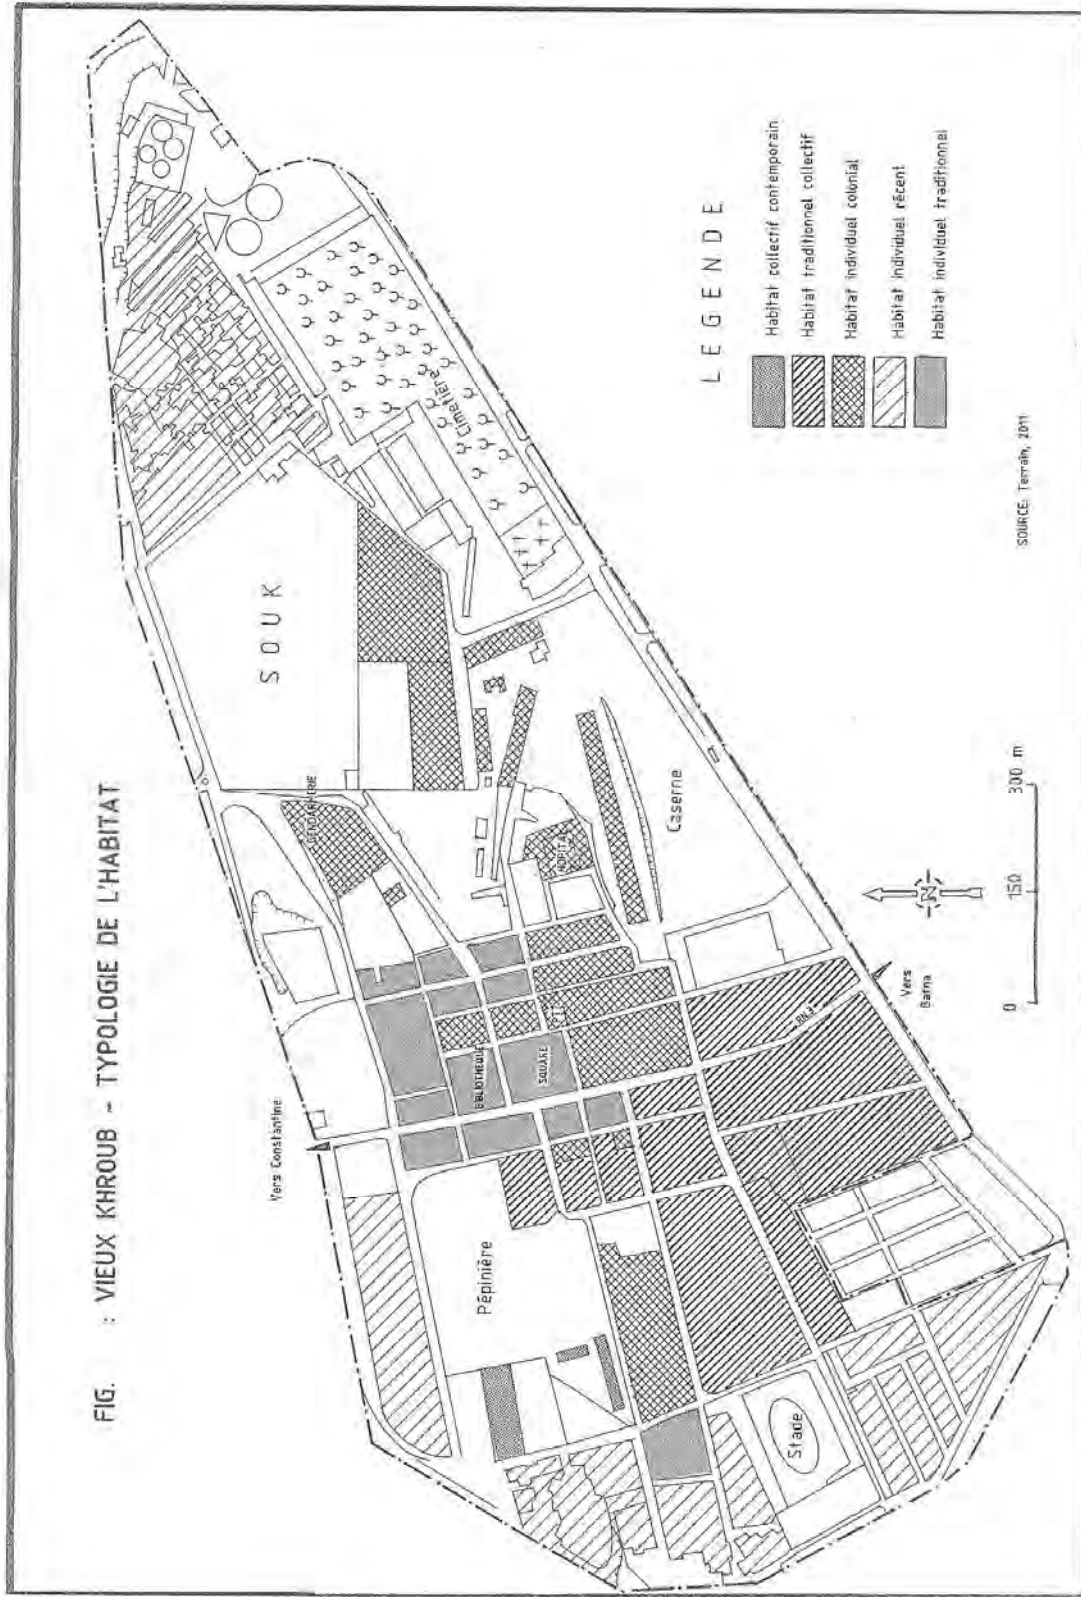 FIG. : VIEUX KHROUB - TYPOLOGIE DE L'HABITAT
Vers Constantine
SOUK
GENDARMERIE
Cimetière
Pépinière
BIBLIOTHEQUE
SQUARE
HOPITAL
Caserne
Stade
RN.3
Vers
Batna
N
0 150 300 m
LEGENDE
Habitat collectif contemporain
Habitat traditionnel collectif
Habitat individuel colonial
Habitat individuel récent
Habitat individuel traditionnel
SOURCE: Terrain, 2011